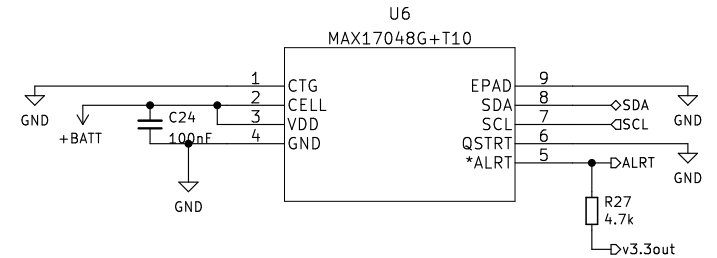 U6
MAX17048G+T10
1 CTG EPAD 9
GND 2 CELL SDA 8 SDA GND
+BATT C24 100nF 3 VDD SCL 7 SCL
4 GND QSTRT 6
*ALRT 5 ALRT GND
GND
R27
4.7k
v3.3out